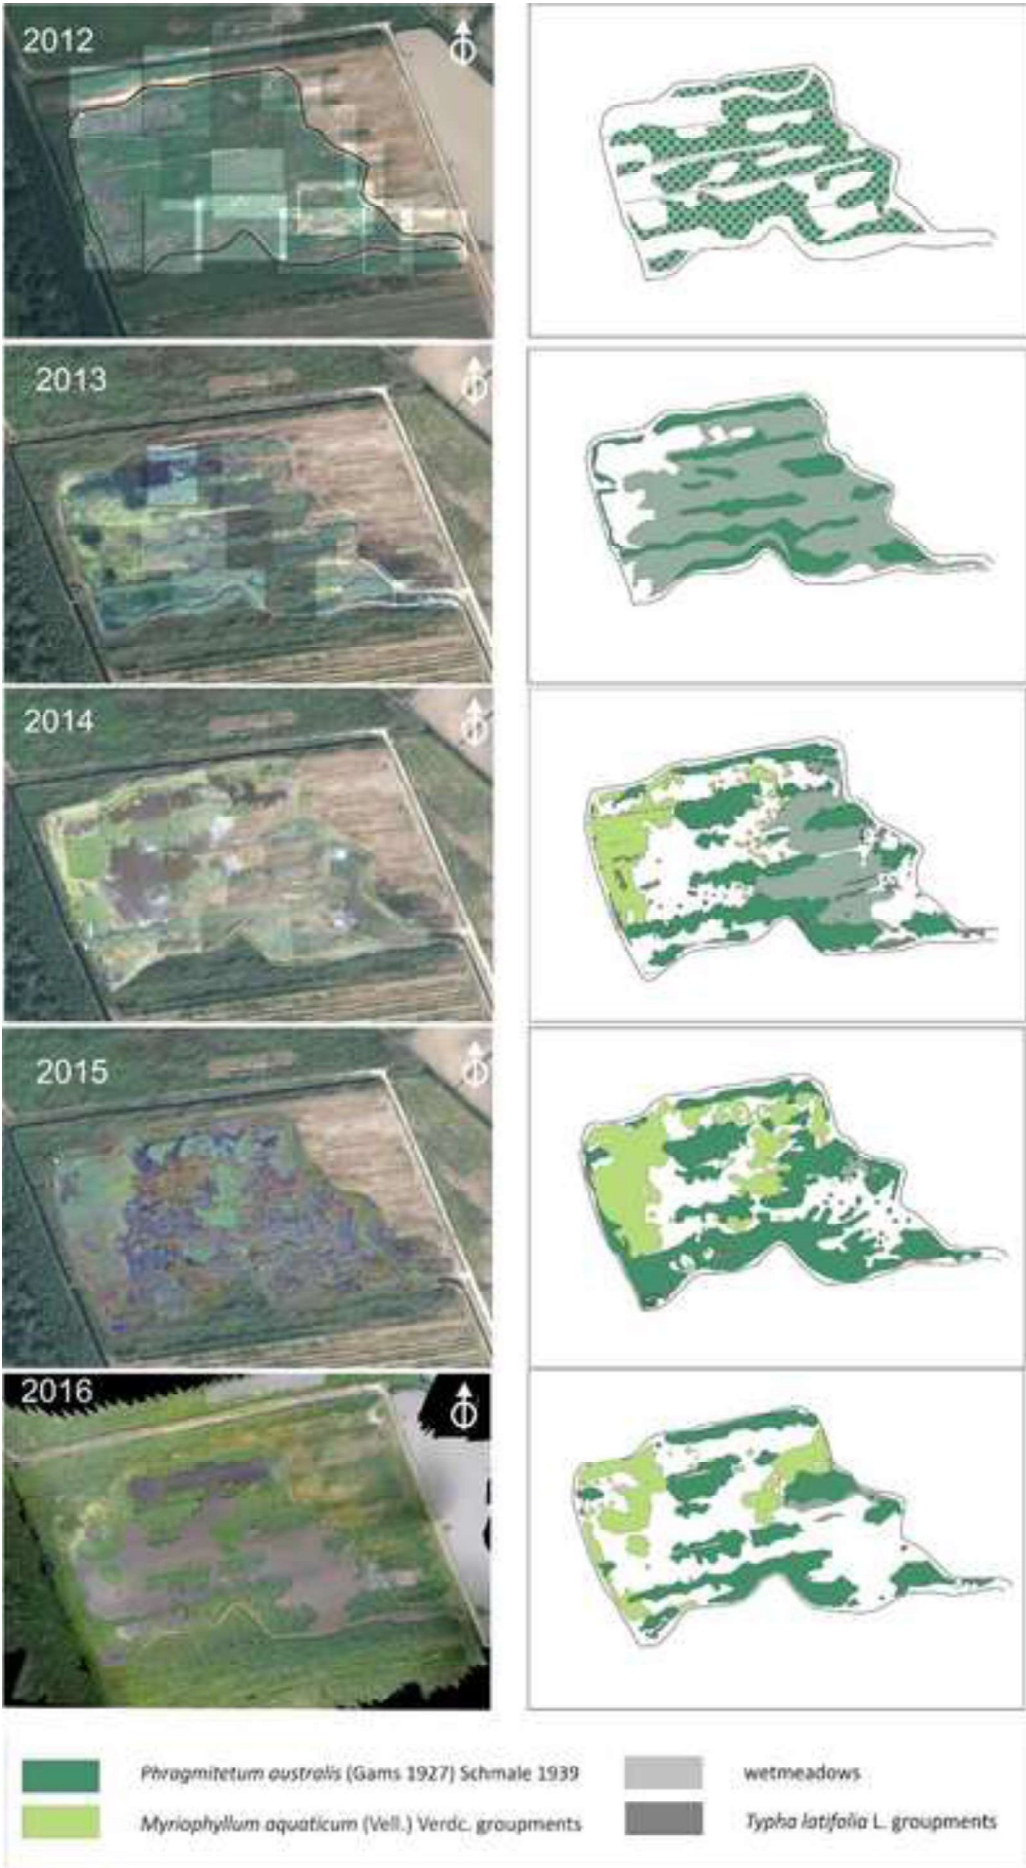 2012
2013
2014
2015
2016
Phragmitetum australis (Gams 1927) Schmale 1939
wetmeadows
Myriophyllum aquaticum (Vell.) Verdc. groupments
Typha latifolia L. groupments